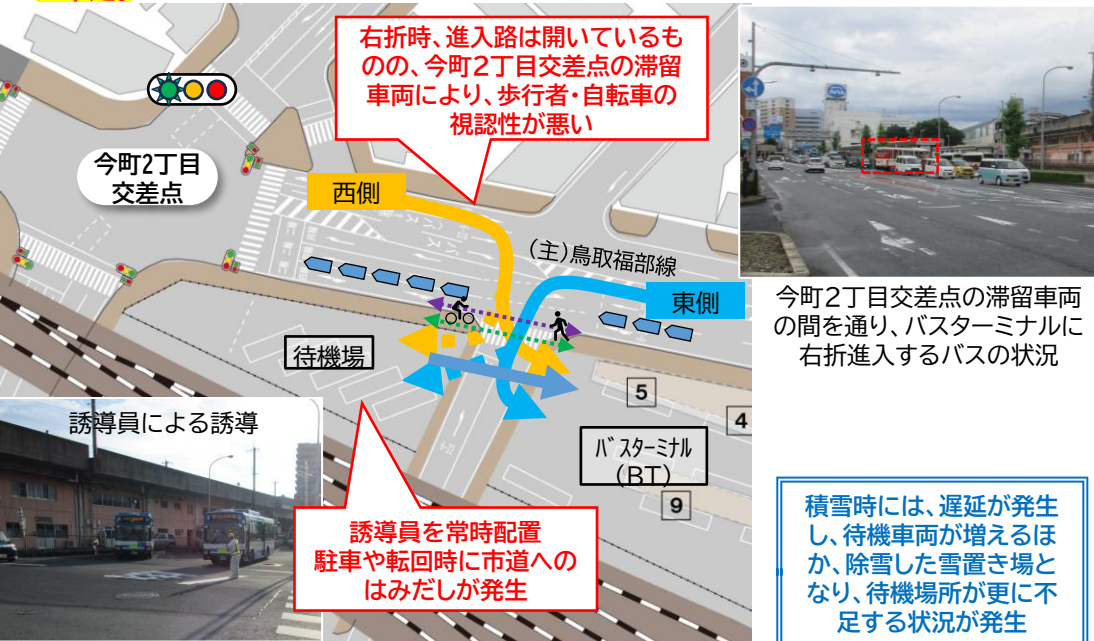 右折時、進入路は開いているも
のの、今町2丁目交差点の滞留
車両により、歩行者・自転車の
視認性が悪い
今町2丁目
交差点
西側
(主)鳥取福部線
東側
今町2丁目交差点の滞留車両
の間を通り、バスターミナルに
右折進入するバスの状況
待機場
5
4
誘導員による誘導
バスターミナル
(BT)
9
誘導員を常時配置
駐車や転回時に市道への
はみだしが発生
積雪時には、遅延が発生
し、待機車両が増えるほ
か、除雪した雪置き場と
なり、待機場所が更に不
足する状況が発生